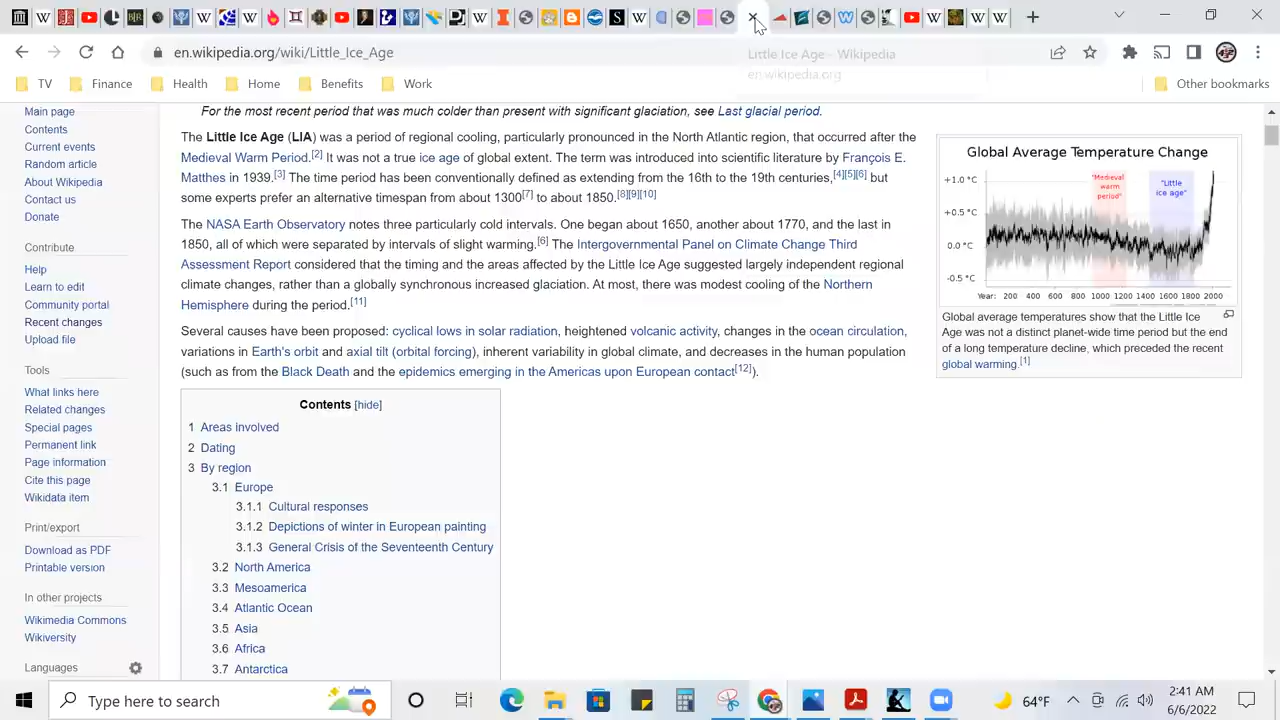 Little Ice Age - Wikipedia
en.wikipedia.org
en.wikipedia.org/wiki/Little_Ice_Age
TV
Finance
Health
Home
Benefits
Work
Other bookmarks
Main page
Contents
Current events
Random article
About Wikipedia
Contact us
Donate
Contribute
Help
Learn to edit
Community portal
Recent changes
Upload file
Tools
What links here
Related changes
Special pages
Permanent link
Page information
Cite this page
Wikidata item
Print/export
Download as PDF
Printable version
In other projects
Wikimedia Commons
Wikiversity
Languages
For the most recent period that was much colder than present with significant glaciation, see Last glacial period.
The Little Ice Age (LIA) was a period of regional cooling, particularly pronounced in the North Atlantic region, that occurred after the
Medieval Warm Period.[2] It was not a true ice age of global extent. The term was introduced into scientific literature by François E.
Matthes in 1939.[3] The time period has been conventionally defined as extending from the 16th to the 19th centuries,[4][5][6] but
some experts prefer an alternative timespan from about 1300[7] to about 1850.[8][9][10]
The NASA Earth Observatory notes three particularly cold intervals. One began about 1650, another about 1770, and the last in
1850, all of which were separated by intervals of slight warming.[6] The Intergovernmental Panel on Climate Change Third
Assessment Report considered that the timing and the areas affected by the Little Ice Age suggested largely independent regional
climate changes, rather than a globally synchronous increased glaciation. At most, there was modest cooling of the Northern
Hemisphere during the period.[11]
Several causes have been proposed: cyclical lows in solar radiation, heightened volcanic activity, changes in the ocean circulation,
variations in Earth's orbit and axial tilt (orbital forcing), inherent variability in global climate, and decreases in the human population
(such as from the Black Death and the epidemics emerging in the Americas upon European contact[12]).
Contents [hide]
1 Areas involved
2 Dating
3 By region
3.1 Europe
3.1.1 Cultural responses
3.1.2 Depictions of winter in European painting
3.1.3 General Crisis of the Seventeenth Century
3.2 North America
3.3 Mesoamerica
3.4 Atlantic Ocean
3.5 Asia
3.6 Africa
3.7 Antarctica
Global Average Temperature Change
+1.0 °C
+0.5 °C
0.0 °C
-0.5 °C
"Medieval
warm
period"
"Little
ice age"
Year: 200 400 600 800 1000 1200 1400 1600 1800 2000
Global average temperatures show that the Little Ice
Age was not a distinct planet-wide time period but the end
of a long temperature decline, which preceded the recent
global warming.[1]
Type here to search
64°F
2:41 AM
6/6/2022